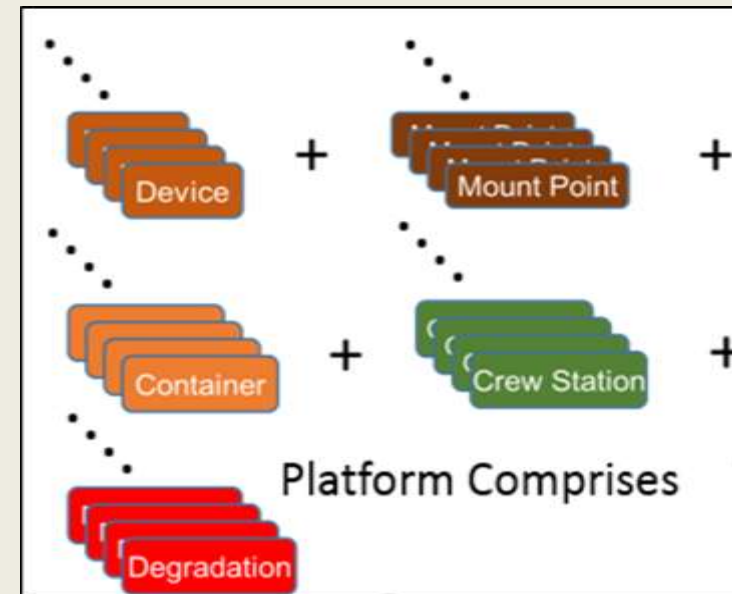 Device + Mount Point +
Container + Crew Station +
Platform Comprises
Degradation